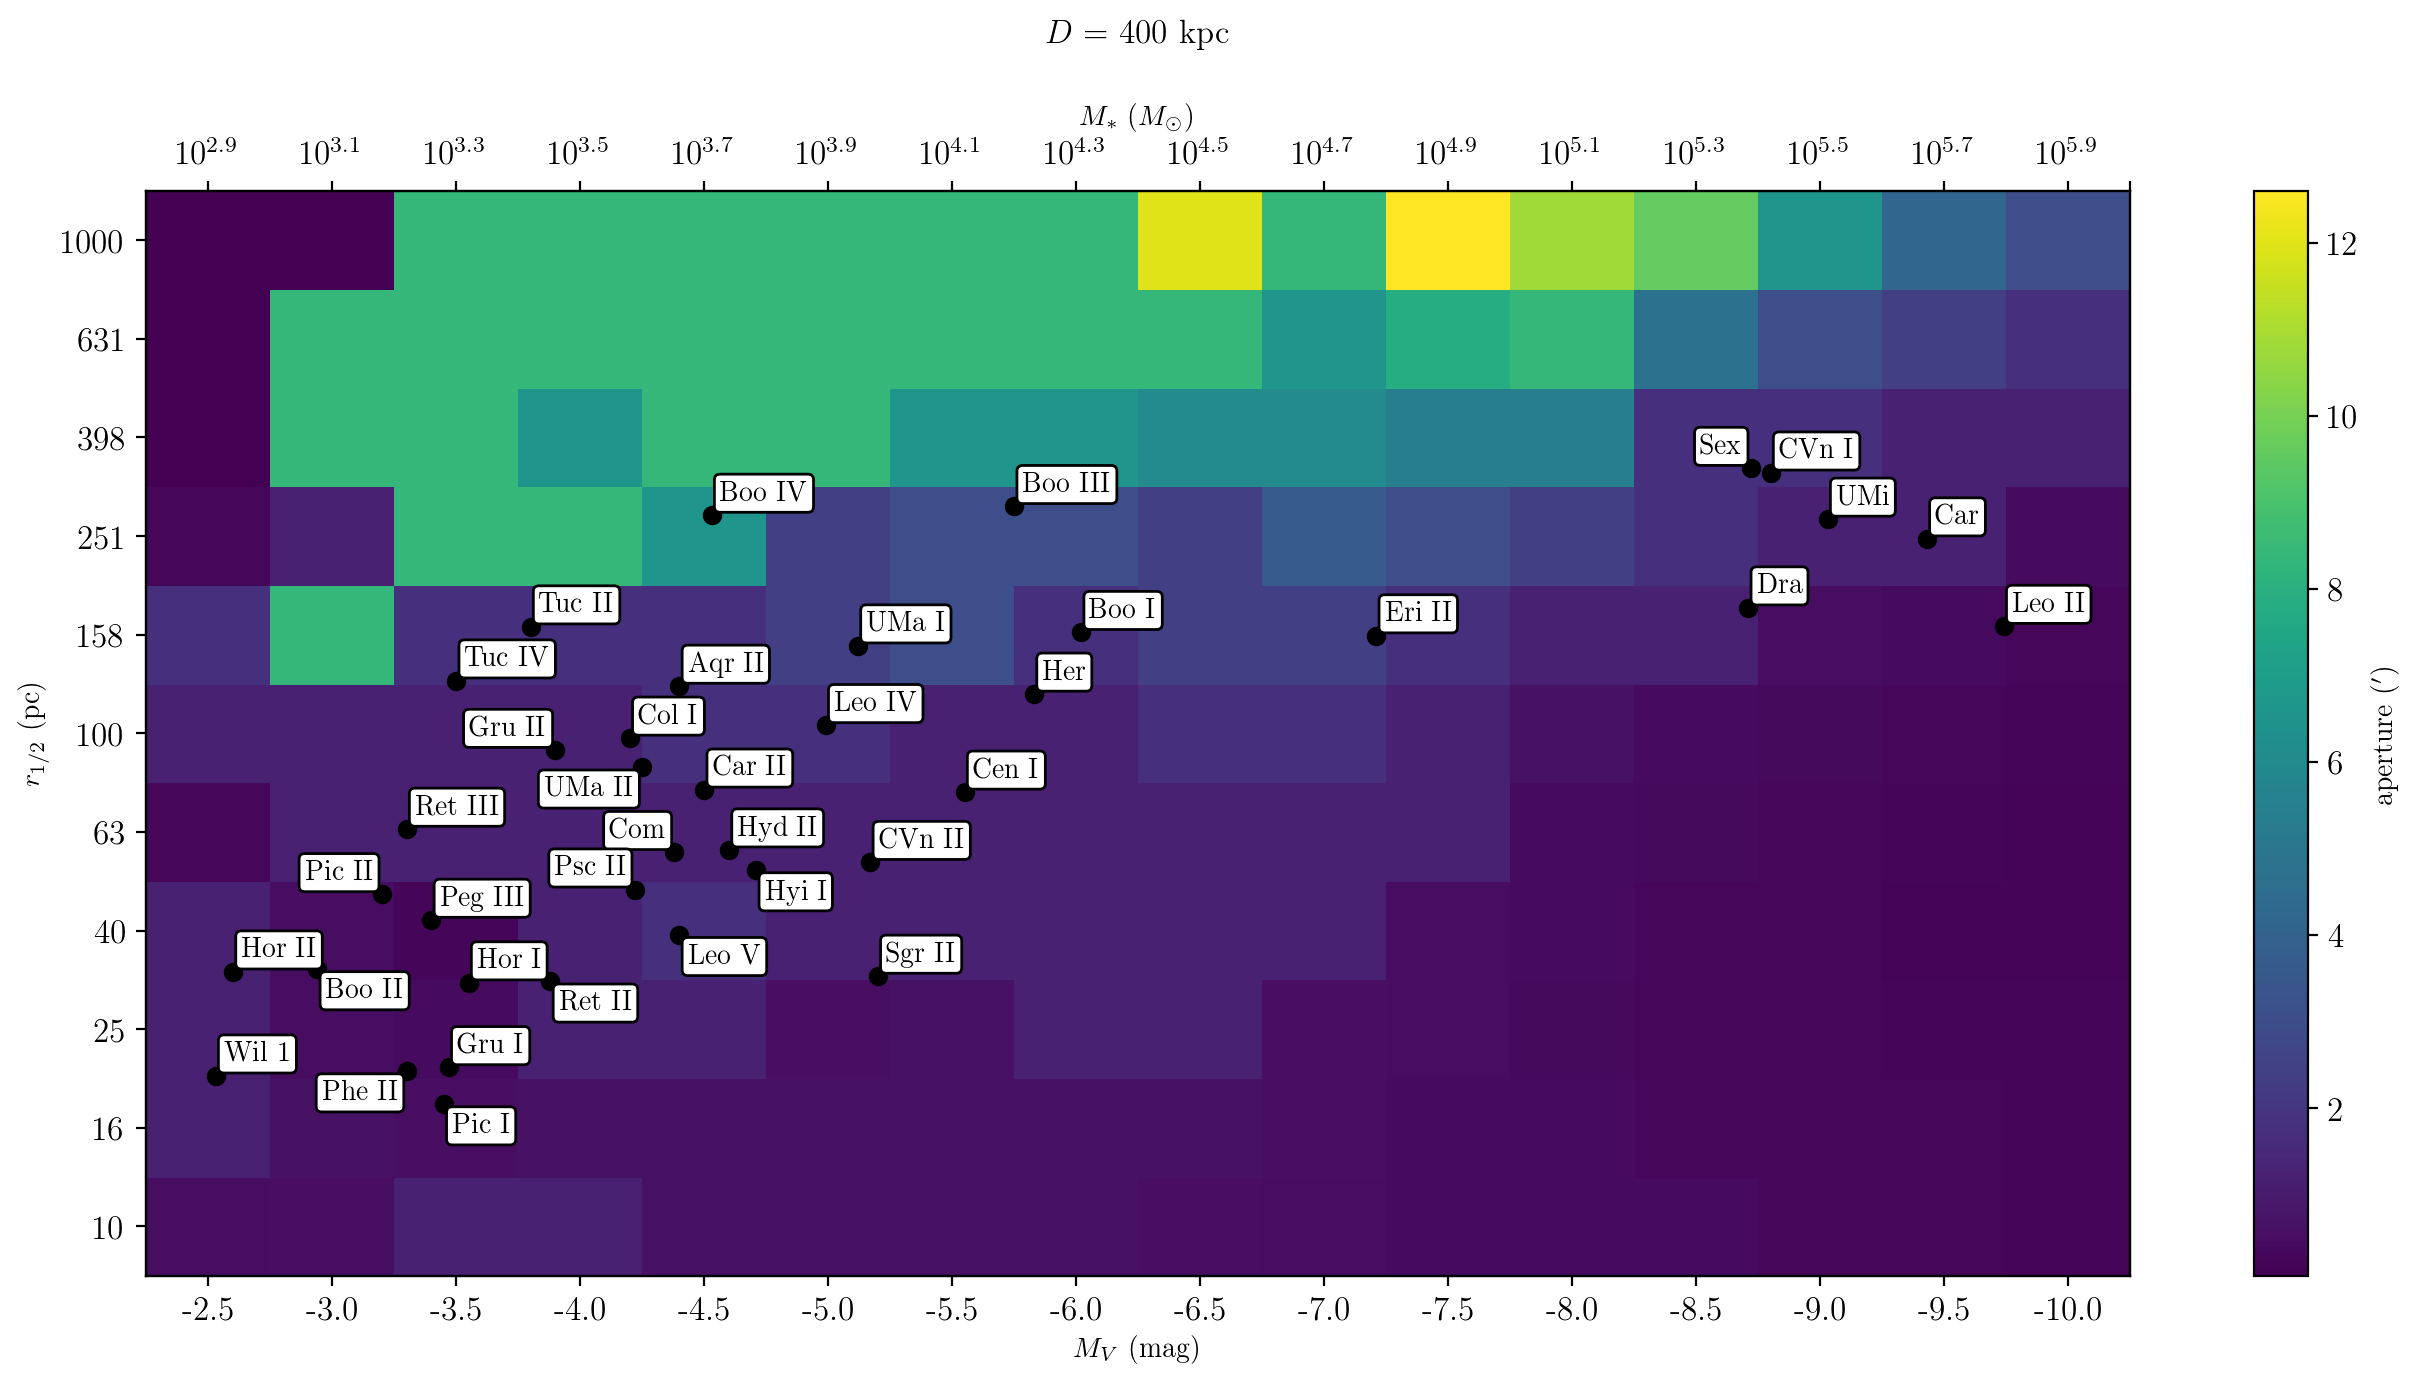 D = 400 kpc
M* (M⊙)
10^2.9 10^3.1 10^3.3 10^3.5 10^3.7 10^3.9 10^4.1 10^4.3 10^4.5 10^4.7 10^4.9 10^5.1 10^5.3 10^5.5 10^5.7 10^5.9
1000
631
398
251
158
100
63
40
25
16
10
r1/2 (pc)
Sex
CVn I
Boo IV
Boo III
UMi
Car
Dra
Tuc II
UMa I
Boo I
Eri II
Leo II
Tuc IV
Aqr II
Her
Gru II
Col I
Leo IV
UMa II
Car II
Cen I
Ret III
Com
Hyd II
CVn II
Pic II
Psc II
Hyi I
Peg III
Hor II
Boo II
Hor I
Leo V
Sgr II
Ret II
Wil 1
Gru I
Phe II
Pic I
-2.5 -3.0 -3.5 -4.0 -4.5 -5.0 -5.5 -6.0 -6.5 -7.0 -7.5 -8.0 -8.5 -9.0 -9.5 -10.0
MV (mag)
12
10
8
6
4
2
aperture (′)